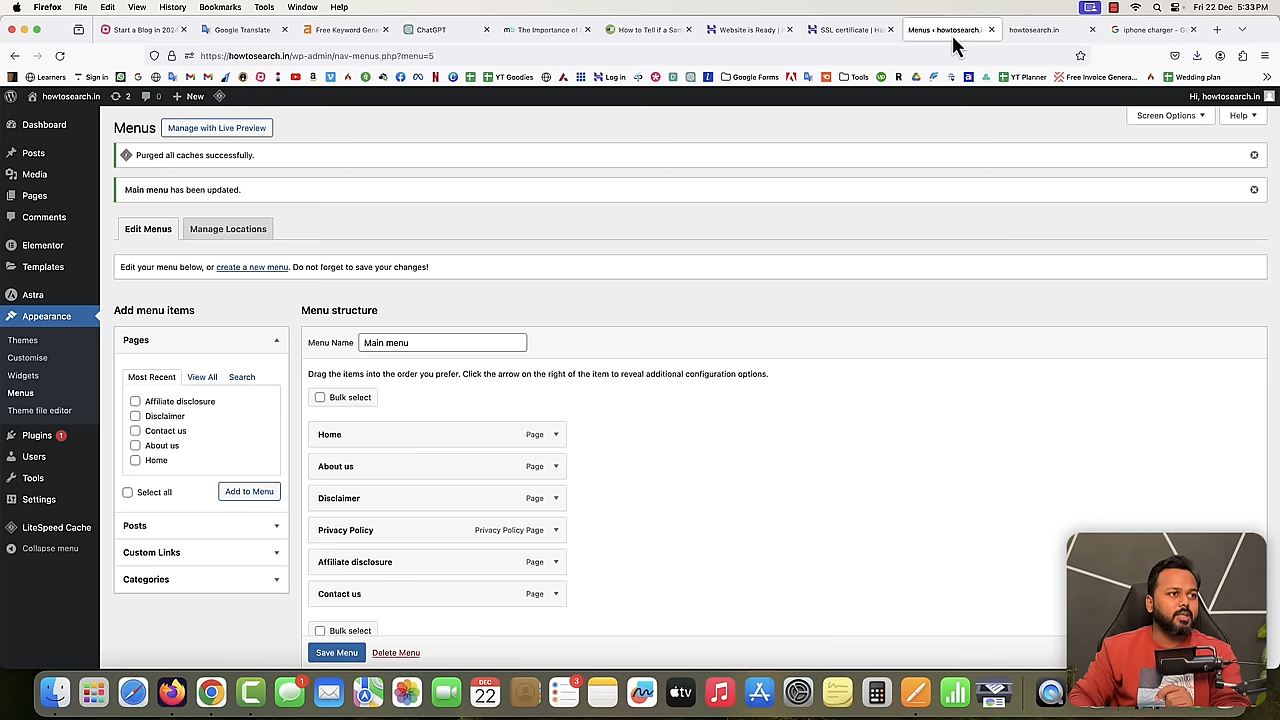 Firefox File Edit View History Bookmarks Tools Window Help Fri 22 Dec 5:33 PM
Start a Blog in 2024 Google Translate Free Keyword Gene ChatGPT The Importance of How to Tell if a Sam Website is Ready | H SSL certificate | Ho Menus ‹ howtosearch. howtosearch.in iphone charger - Go
https://howtosearch.in/wp-admin/nav-menus.php?menu=5
Learners Sign in YT Goodies Log in Google Forms Tools YT Planner Free Invoice Genera... Wedding plan
howtosearch.in 2 0 + New Hi, howtosearch.in
Dashboard
Posts
Media
Pages
Comments
Elementor
Templates
Astra
Appearance
Themes
Customise
Widgets
Menus
Theme file editor
Plugins 1
Users
Tools
Settings
LiteSpeed Cache
Collapse menu
Screen Options Help
Menus Manage with Live Preview
Purged all caches successfully.
Main menu has been updated.
Edit Menus Manage Locations
Edit your menu below, or create a new menu. Do not forget to save your changes!
Add menu items
Pages
Most Recent View All Search
Affiliate disclosure
Disclaimer
Contact us
About us
Home
Select all Add to Menu
Posts
Custom Links
Categories
Menu structure
Menu Name Main menu
Drag the items into the order you prefer. Click the arrow on the right of the item to reveal additional configuration options.
Bulk select
Home Page
About us Page
Disclaimer Page
Privacy Policy Privacy Policy Page
Affiliate disclosure Page
Contact us Page
Bulk select
Save Menu Delete Menu
1
DEC
22
3
tv